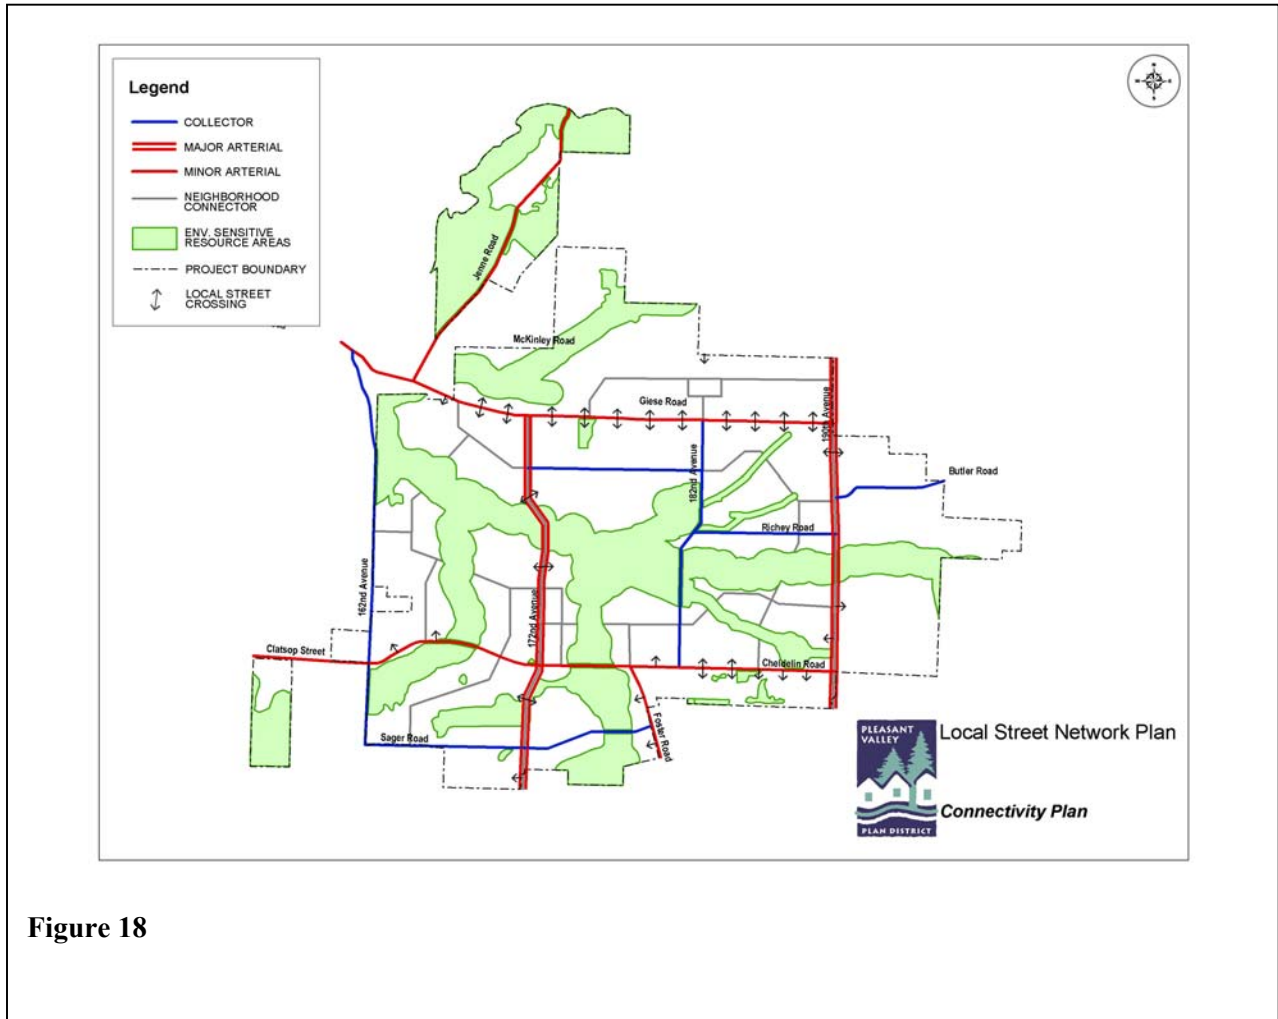 Legend
COLLECTOR
MAJOR ARTERIAL
MINOR ARTERIAL
NEIGHBORHOOD
CONNECTOR
ENV. SENSITIVE
RESOURCE AREAS
PROJECT BOUNDARY
LOCAL STREET
CROSSING
N
W
E
S
Jenne Road
McKinley Road
Giese Road
190th Avenue
182nd Avenue
Butler Road
Richey Road
162nd Avenue
172nd Avenue
Clatsop Street
Cheldelin Road
Foster Road
Sager Road
PLEASANT
VALLEY
PLAN DISTRICT
Local Street Network Plan
Connectivity Plan
Figure 18